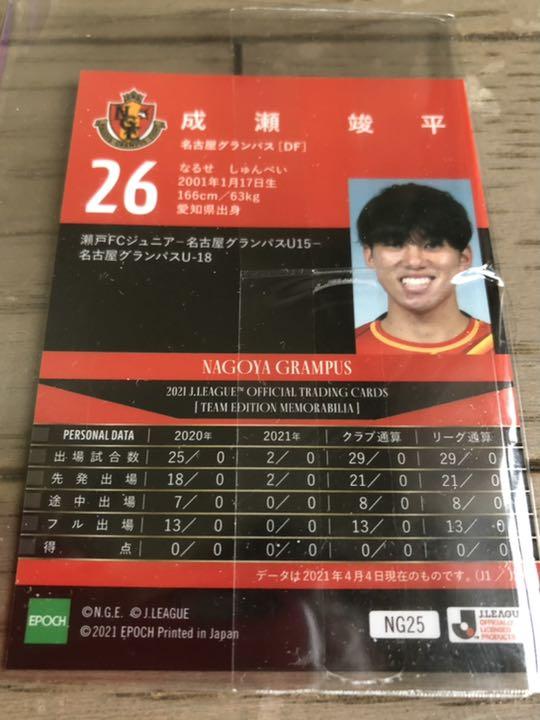 N.G.E.
成瀬 竣平
名古屋グランパス [DF]
26
なるせ しゅんぺい
2001年1月17日生
166cm/63kg
愛知県出身
瀬戸FCジュニア－名古屋グランパスU15－
名古屋グランパスU-18
NAGOYA GRAMPUS
2021 J.LEAGUE™ OFFICIAL TRADING CARDS
[ TEAM EDITION MEMORABILIA ]
PERSONAL DATA 2020年 2021年 クラブ通算 リーグ通算
出場試合数 25/ 0 2/ 0 29/ 0 29/ 0
先発出場 18/ 0 2/ 0 21/ 0 21/ 0
途中出場 7/ 0 0/ 0 8/ 0 8/ 0
フル出場 13/ 0 0/ 0 13/ 0 13/ 0
得点 0/ 0 0/ 0 0/ 0 0/ 0
データは2021年4月4日現在のものです。(J1/
EPOCH
©N.G.E. ©J.LEAGUE
©2021 EPOCH Printed in Japan
NG25
J.LEAGUE
OFFICIALLY
LICENSED
PRODUCTS